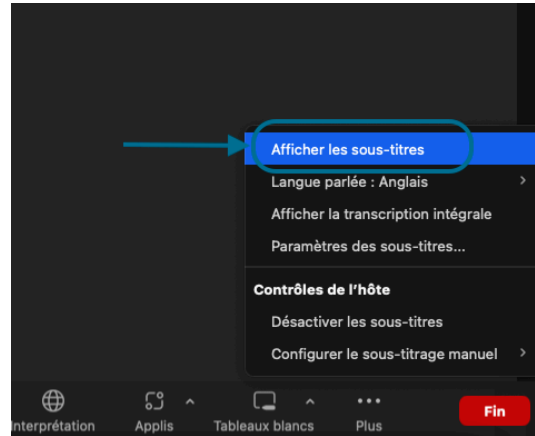 Afficher les sous-titres
Langue parlée : Anglais
Afficher la transcription intégrale
Paramètres des sous-titres...
Contrôles de l'hôte
Désactiver les sous-titres
Configurer le sous-titrage manuel
Interprétation
Applis
Tableaux blancs
Plus
Fin